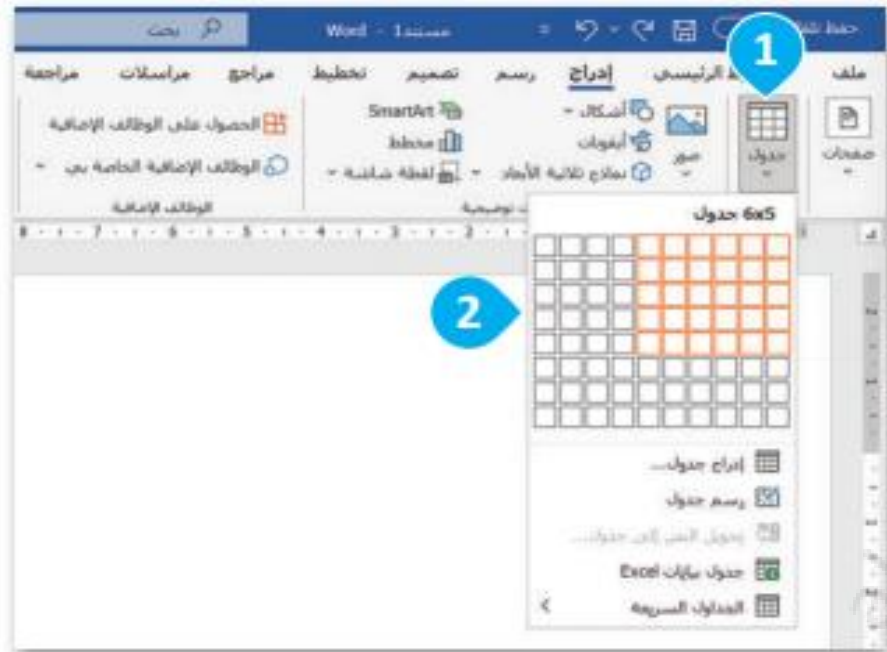 حفظ
مستند1 - Word
بحث
ملف
الرئيسي
إدراج
رسم
تصميم
تخطيط
مراجع
مراسلات
مراجعة
صفحات
جدول
صور
أشكال
أيقونات
نماذج ثلاثية الأبعاد
SmartArt
مخطط
لقطة شاشة
الحصول على الوظائف الإضافية
الوظائف الإضافية الخاصة بي
الوظائف الإضافية
1
2
6x5 جدول
إدراج جدول...
رسم جدول
تحويل النص إلى جدول...
جدول بيانات Excel
الجداول السريعة